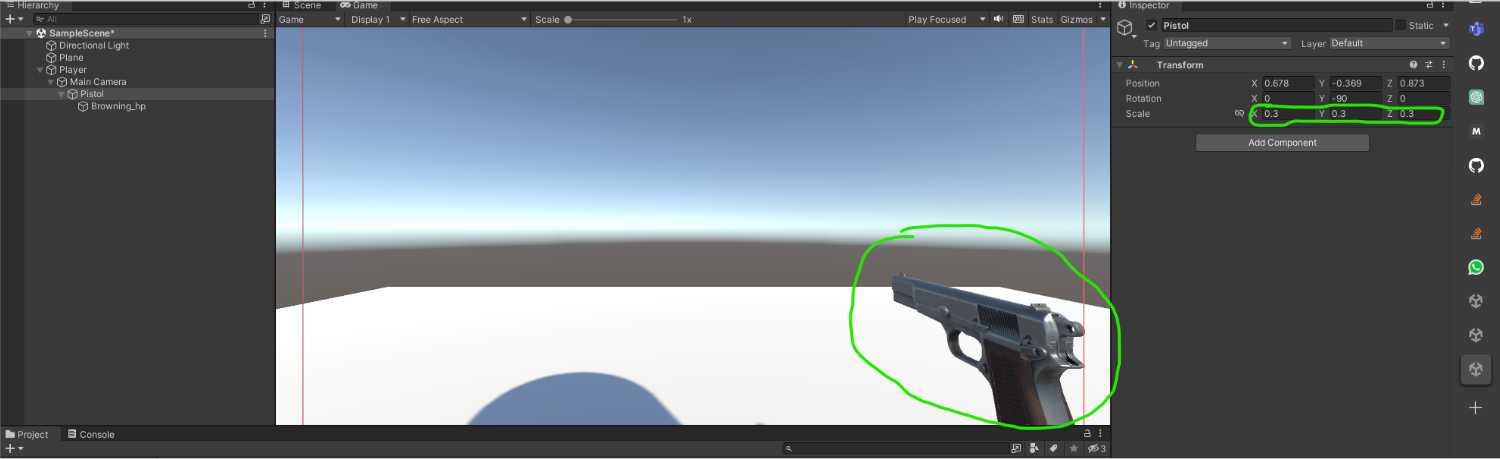 Hierarchy
Scene Game
Inspector
+ All
Game Display 1 Free Aspect Scale 1x Play Focused Stats Gizmos
Pistol Static
Tag Untagged Layer Default
SampleScene*
Directional Light
Plane
Player
Main Camera
Pistol
Browning_hp
Transform
Position X 0.678 Y -0.369 Z 0.873
Rotation X 0 Y -90 Z 0
Scale X 0.3 Y 0.3 Z 0.3
Add Component
M
Project Console
+ 3